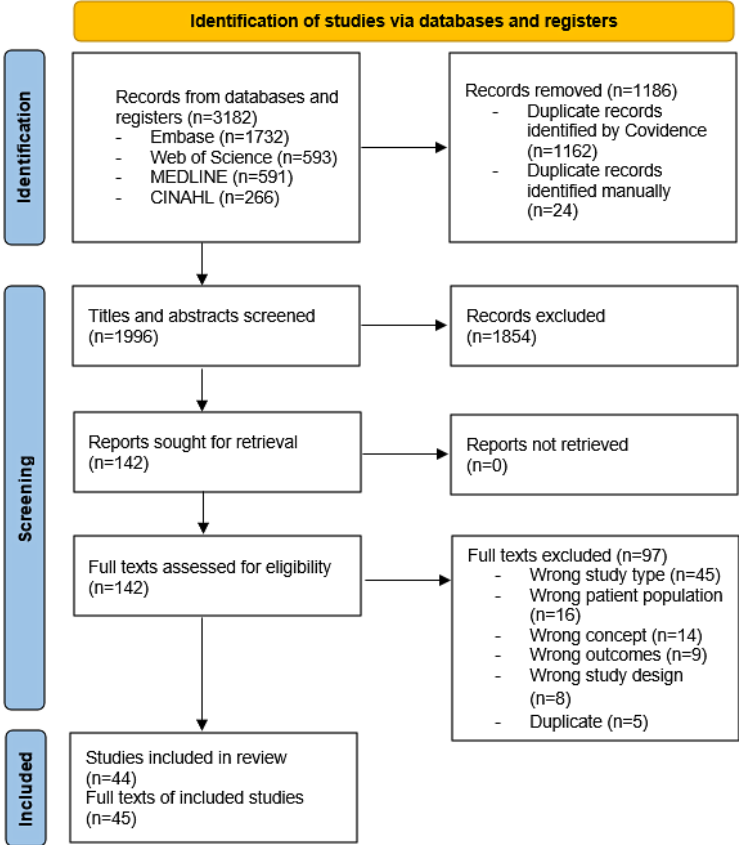 Identification of studies via databases and registers
Identification
Records from databases and
registers (n=3182)
- Embase (n=1732)
- Web of Science (n=593)
- MEDLINE (n=591)
- CINAHL (n=266)
Records removed (n=1186)
- Duplicate records
identified by Covidence
(n=1162)
- Duplicate records
identified manually
(n=24)
Screening
Titles and abstracts screened
(n=1996)
Records excluded
(n=1854)
Reports sought for retrieval
(n=142)
Reports not retrieved
(n=0)
Full texts assessed for eligibility
(n=142)
Full texts excluded (n=97)
- Wrong study type (n=45)
- Wrong patient population
(n=16)
- Wrong concept (n=14)
- Wrong outcomes (n=9)
- Wrong study design
(n=8)
- Duplicate (n=5)
Included
Studies included in review
(n=44)
Full texts of included studies
(n=45)